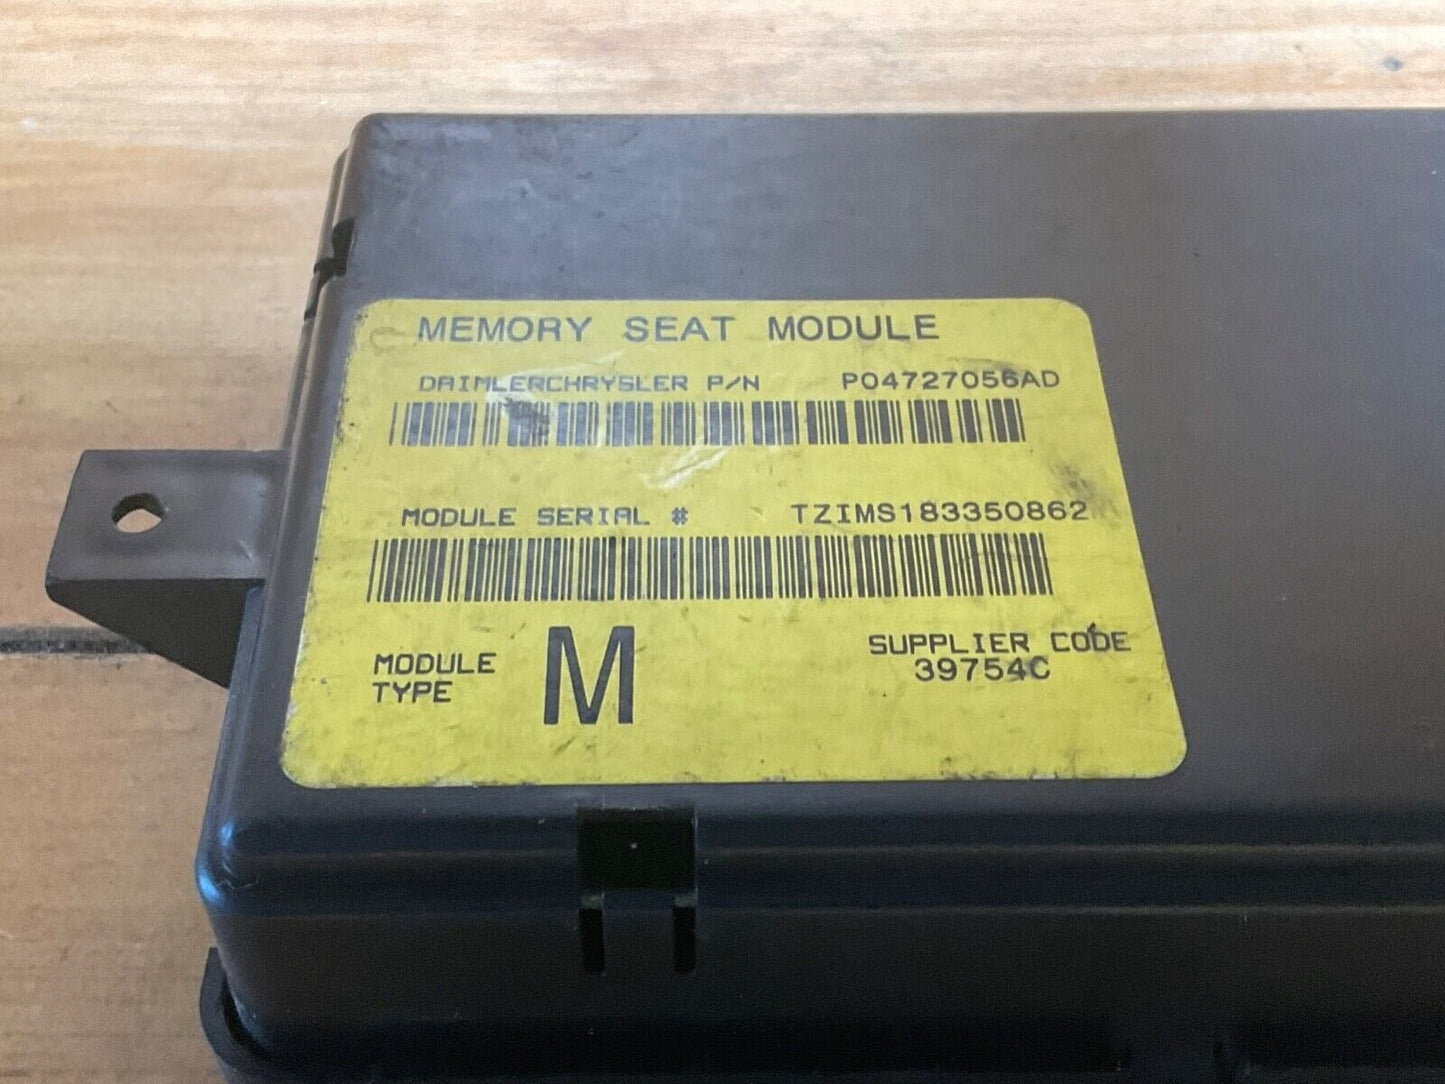 MEMORY SEAT MODULE
DAIMLERCHRYSLER P/N P04727056AD
MODULE SERIAL # TZIMS183350862
MODULE TYPE M
SUPPLIER CODE
39754C